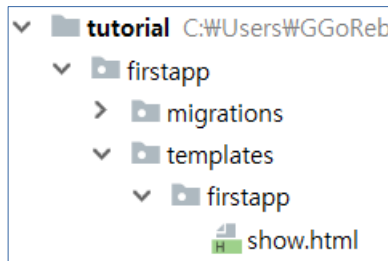 tutorial C:₩Users₩GGoReb
firstapp
migrations
templates
firstapp
H
show.html